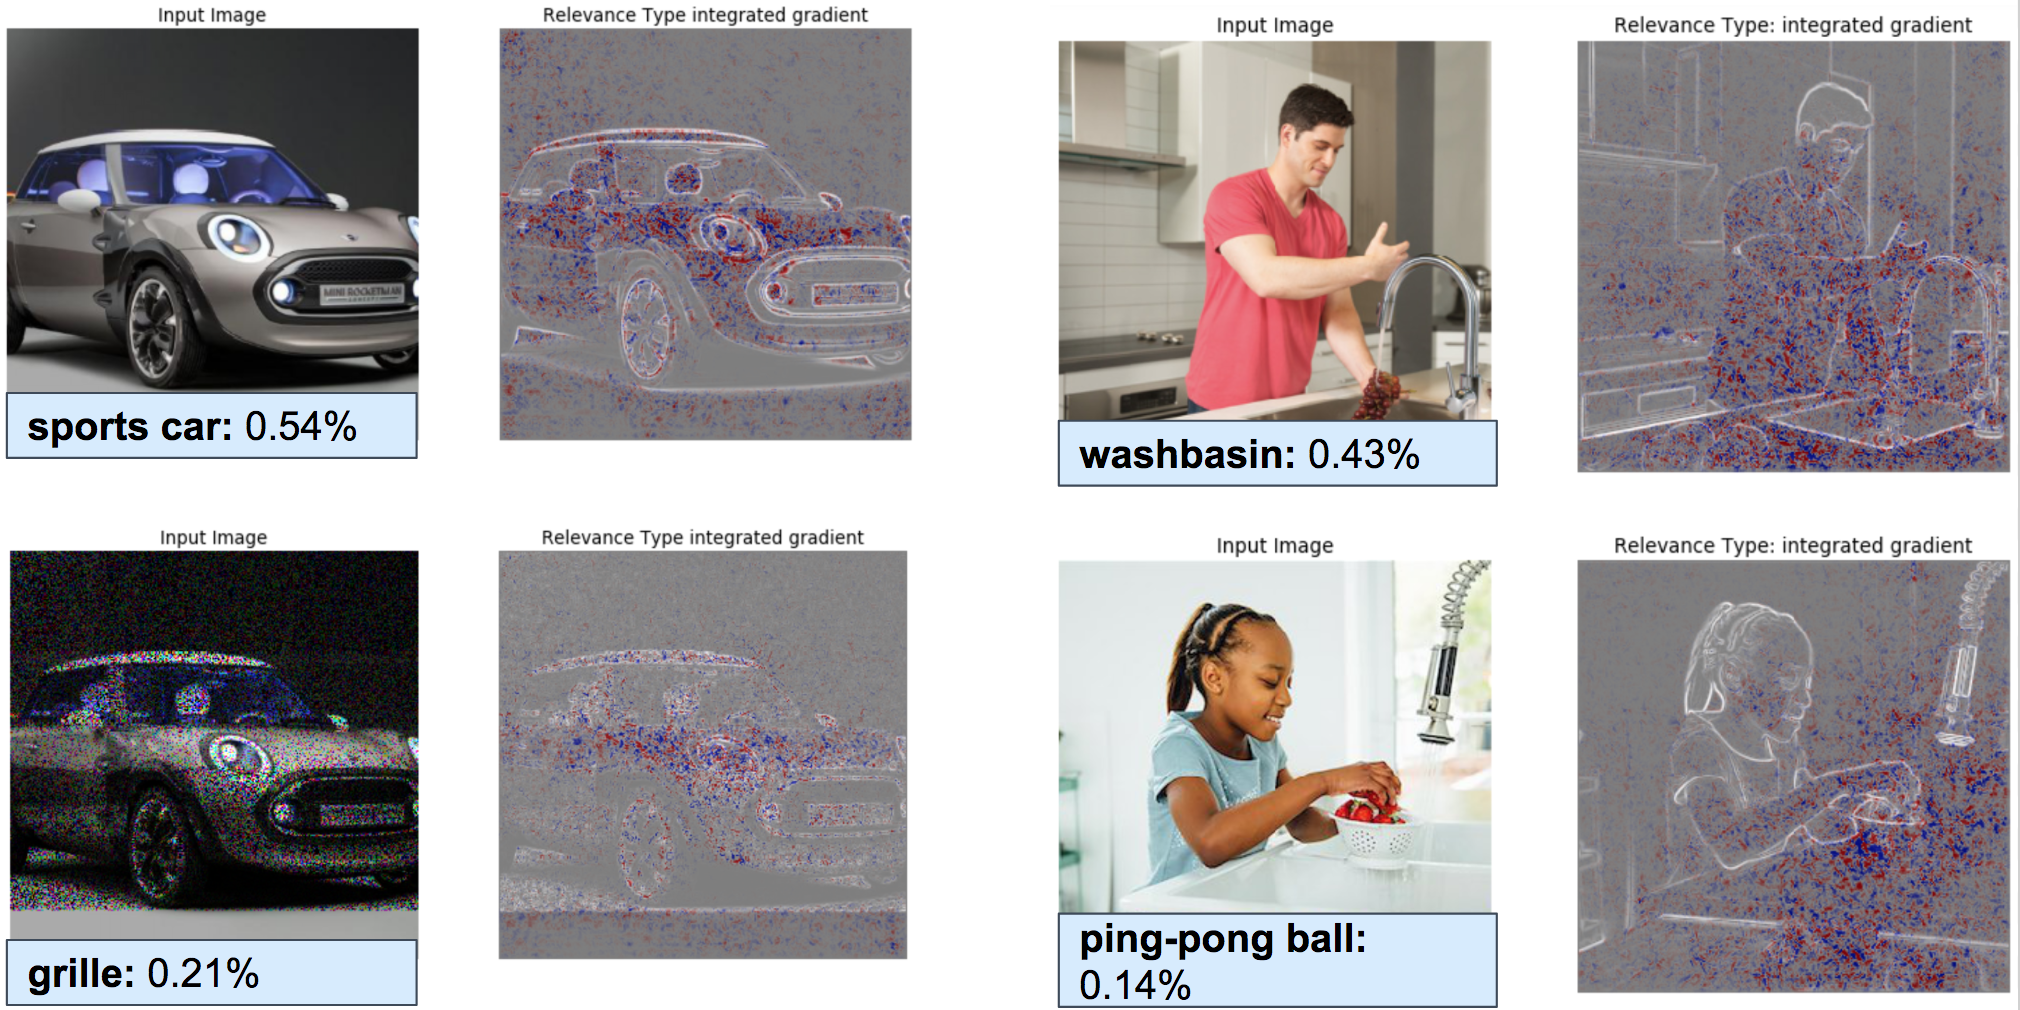 Input Image
Relevance Type integrated gradient
MINI ROCKETMAN
sports car: 0.54%
Input Image
Relevance Type: integrated gradient
washbasin: 0.43%
Input Image
Relevance Type integrated gradient
grille: 0.21%
Input Image
Relevance Type: integrated gradient
ping-pong ball:
0.14%